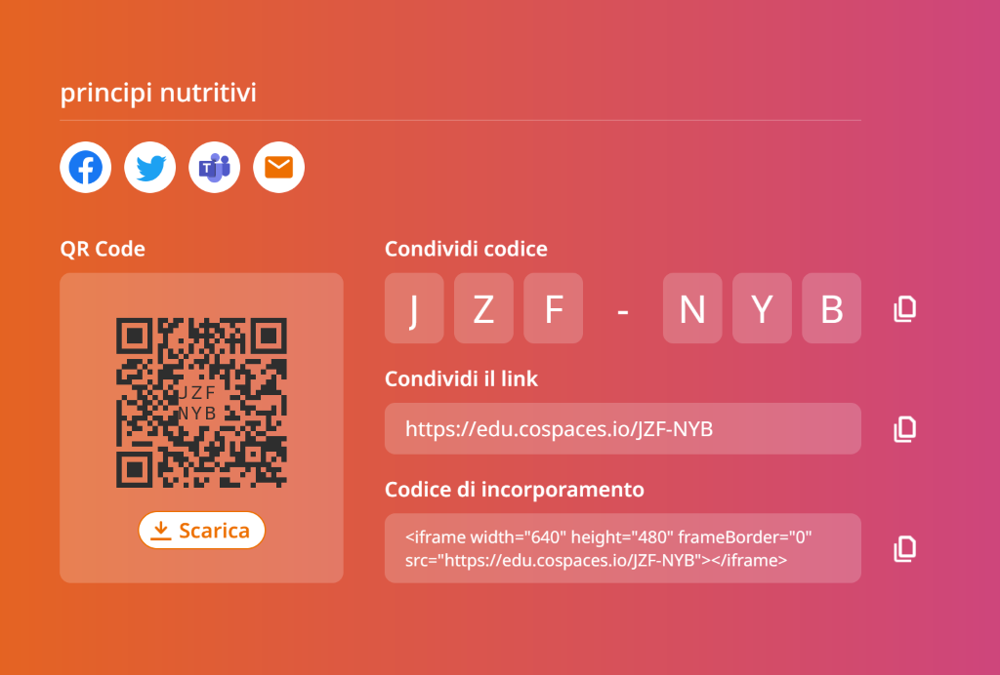 principi nutritivi
QR Code
JZF
NYB
Scarica
Condividi codice
J Z F - N Y B
Condividi il link
https://edu.cospaces.io/JZF-NYB
Codice di incorporamento
<iframe width="640" height="480" frameBorder="0"
src="https://edu.cospaces.io/JZF-NYB"></iframe>